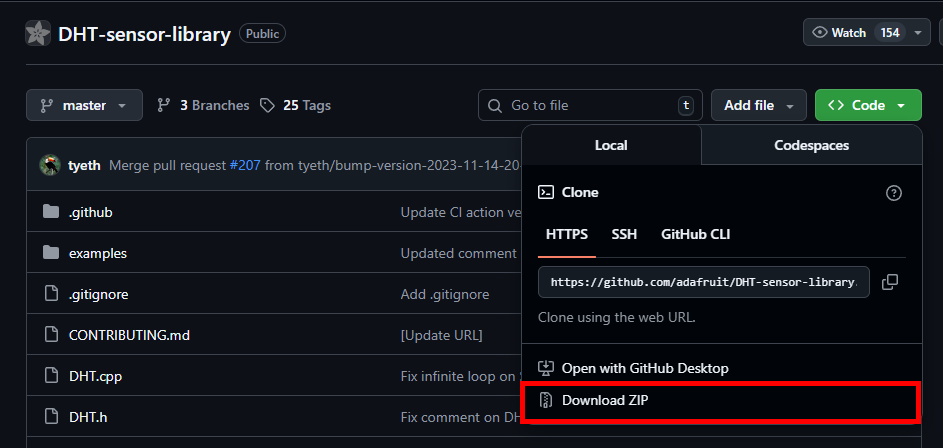 DHT-sensor-library Public Watch 154
master 3 Branches 25 Tags Go to file t Add file Code
tyeth Merge pull request #207 from tyeth/bump-version-2023-11-14-20-
.github Update CI action ve
examples Updated comment
.gitignore Add .gitignore
CONTRIBUTING.md [Update URL]
DHT.cpp Fix infinite loop on
DHT.h Fix comment on DH
Local Codespaces
Clone
HTTPS SSH GitHub CLI
https://github.com/adafruit/DHT-sensor-library.
Clone using the web URL.
Open with GitHub Desktop
Download ZIP